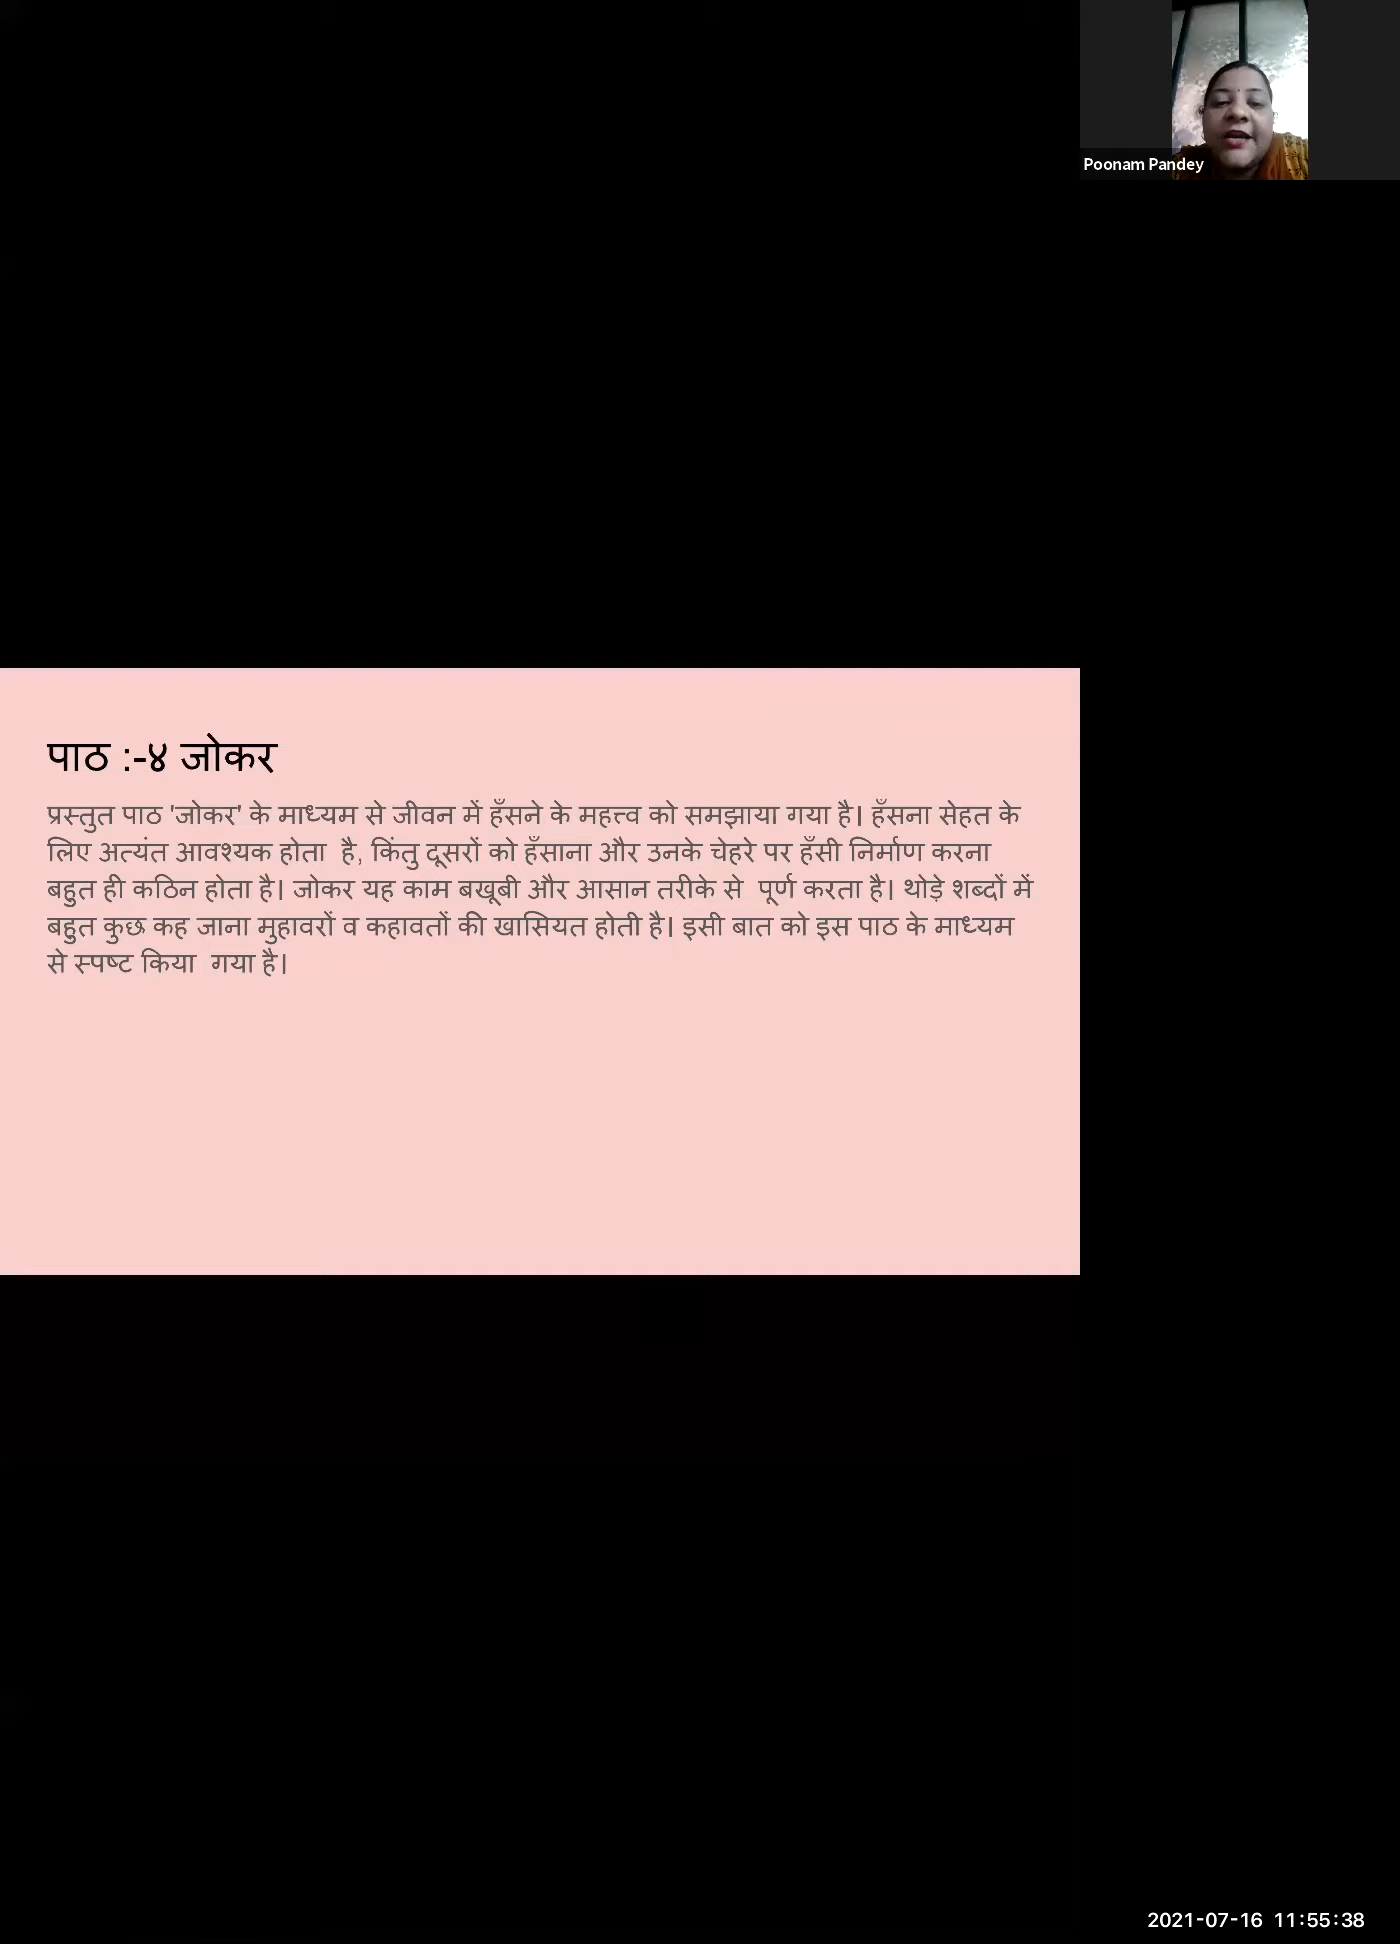 Poonam Pandey
पाठ :-४ जोकर
प्रस्तुत पाठ 'जोकर' के माध्यम से जीवन में हँसने के महत्त्व को समझाया गया है। हँसना सेहत के
लिए अत्यंत आवश्यक होता  है, किंतु दूसरों को हँसाना और उनके चेहरे पर हँसी निर्माण करना
बहुत ही कठिन होता है। जोकर यह काम बखूबी और आसान तरीके से  पूर्ण करता है। थोड़े शब्दों में
बहुत कुछ कह जाना मुहावरों व कहावतों की खासियत होती है। इसी बात को इस पाठ के माध्यम
से स्पष्ट किया  गया है।
2021-07-16 11:55:38